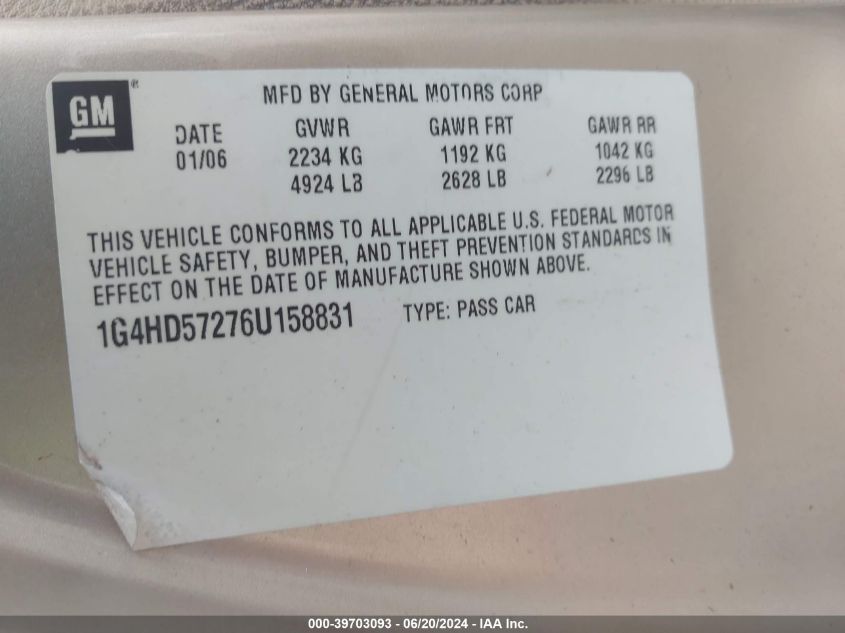 GM ®
MFD BY GENERAL MOTORS CORP
DATE GVWR GAWR FRT GAWR RR
01/06 2234 KG 1192 KG 1042 KG
4924 LB 2628 LB 2296 LB
THIS VEHICLE CONFORMS TO ALL APPLICABLE U.S. FEDERAL MOTOR
VEHICLE SAFETY, BUMPER, AND THEFT PREVENTION STANDARDS IN
EFFECT ON THE DATE OF MANUFACTURE SHOWN ABOVE.
1G4HD57276U158831 TYPE: PASS CAR
000-39703093 - 06/20/2024 - IAA Inc.